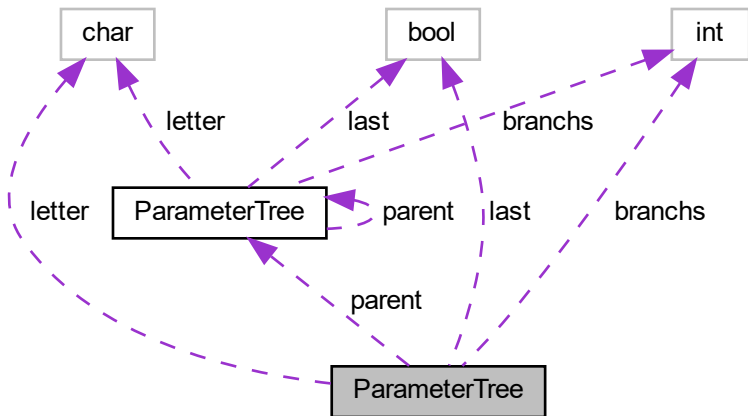 char
bool
int
letter
last
branchs
letter
ParameterTree
parent
last
branchs
parent
ParameterTree